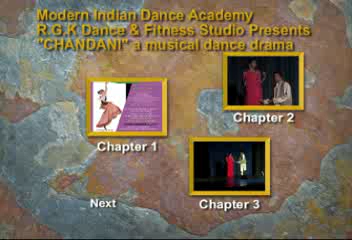 Modern Indian Dance Academy
R.G.K Dance & Fitness Studio Presents
"CHANDANI" a musical dance drama
Chapter 1
Chapter 2
Chapter 3
Next